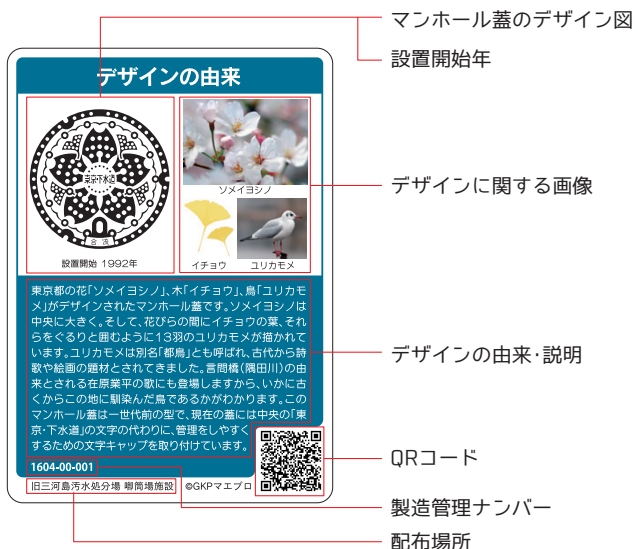 マンホール蓋のデザイン図
設置開始年
デザインの由来
東京下水道
合流
設置開始 1992年
ソメイヨシノ
イチョウ
ユリカモメ
デザインに関する画像
東京都の花「ソメイヨシノ」、木「イチョウ」、鳥「ユリカモ
メ」がデザインされたマンホール蓋です。ソメイヨシノは
中央に大きく。そして、花びらの間にイチョウの葉、それ
らをぐるりと囲むように13羽のユリカモメが描かれて
います。ユリカモメは別名「都鳥」とも呼ばれ、古代から詩
歌や絵画の題材とされてきました。言問橋(隅田川)の由
来とされる在原業平の歌にも登場しますから、いかに古
くからこの地に馴染んだ鳥であるかがわかります。この
マンホール蓋は一世代前の型で、現在の蓋には中央の「東
京・下水道」の文字の代わりに、管理をしやすく
するための文字キャップを取り付けています。
デザインの由来・説明
1604-00-001
旧三河島汚水処分場 喞筒場施設
©GKPマエプロ
QRコード
製造管理ナンバー
配布場所